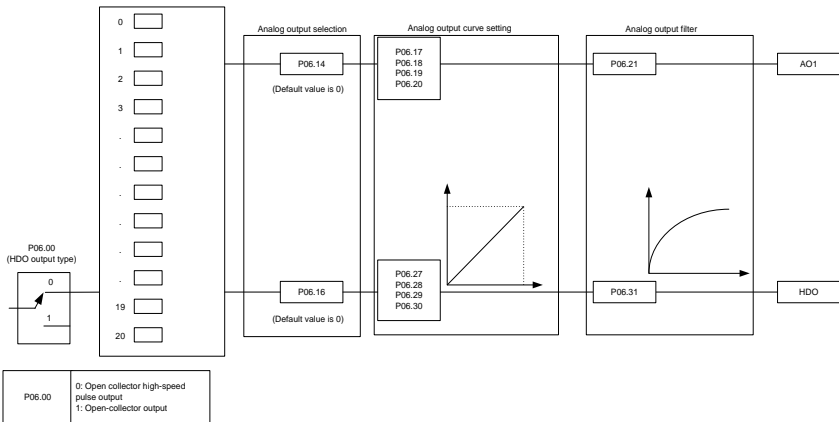 0
1
2
3
.
.
.
.
.
.
19
20
Analog output selection
P06.14
(Default value is 0)
P06.16
(Default value is 0)
Analog output curve setting
P06.17
P06.18
P06.19
P06.20
P06.27
P06.28
P06.29
P06.30
Analog output filter
P06.21
P06.31
AO1
HDO
P06.00
(HDO output type)
0
1
P06.00
0: Open collector high-speed
pulse output
1: Open-collector output